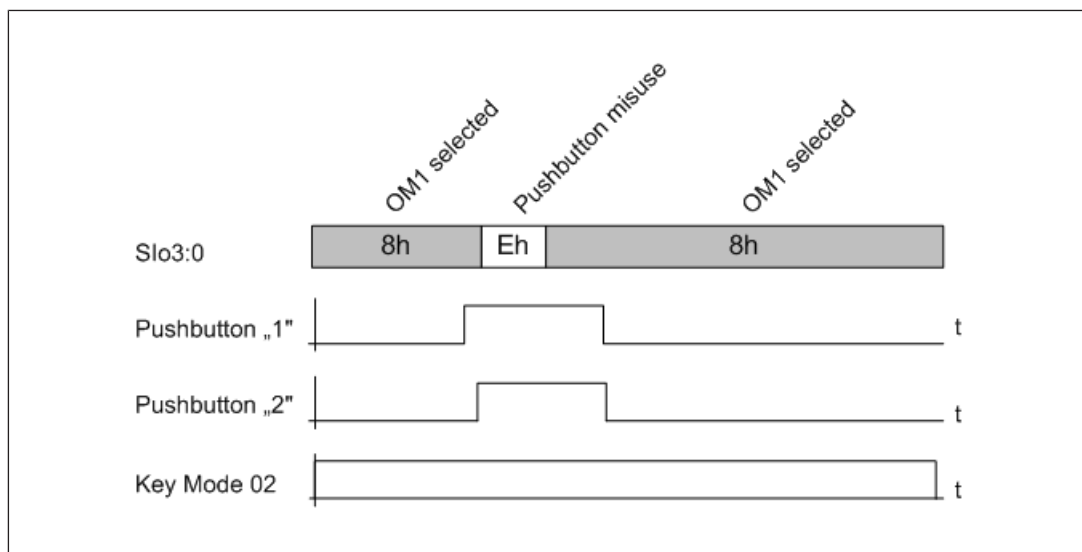 OM1 selected
Pushbutton misuse
OM1 selected
SIo3:0
8h
Eh
8h
Pushbutton „1"
t
Pushbutton „2"
t
Key Mode 02
t